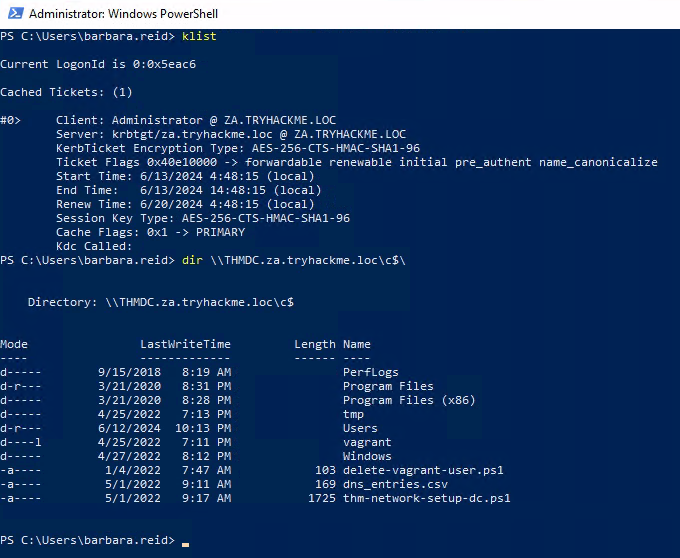 Administrator: Windows PowerShell
PS C:\Users\barbara.reid> klist
Current LogonId is 0:0x5eac6
Cached Tickets: (1)
#0> Client: Administrator @ ZA.TRYHACKME.LOC
Server: krbtgt/za.tryhackme.loc @ ZA.TRYHACKME.LOC
KerbTicket Encryption Type: AES-256-CTS-HMAC-SHA1-96
Ticket Flags 0x40e10000 -> forwardable renewable initial pre_authent name_canonicalize
Start Time: 6/13/2024 4:48:15 (local)
End Time: 6/13/2024 14:48:15 (local)
Renew Time: 6/20/2024 4:48:15 (local)
Session Key Type: AES-256-CTS-HMAC-SHA1-96
Cache Flags: 0x1 -> PRIMARY
Kdc Called:
PS C:\Users\barbara.reid> dir \\THMDC.za.tryhackme.loc\c$\
Directory: \\THMDC.za.tryhackme.loc\c$
Mode LastWriteTime Length Name
---- ------------- ------ ----
d----- 9/15/2018 8:19 AM PerfLogs
d-r--- 3/21/2020 8:31 PM Program Files
d----- 3/21/2020 8:28 PM Program Files (x86)
d----- 4/25/2022 7:13 PM tmp
d-r--- 6/12/2024 10:13 PM Users
d----l 4/25/2022 7:11 PM vagrant
d----- 4/27/2022 8:12 PM Windows
-a---- 1/4/2022 7:47 AM 103 delete-vagrant-user.ps1
-a---- 5/1/2022 9:11 AM 169 dns_entries.csv
-a---- 5/1/2022 9:17 AM 1725 thm-network-setup-dc.ps1
PS C:\Users\barbara.reid>